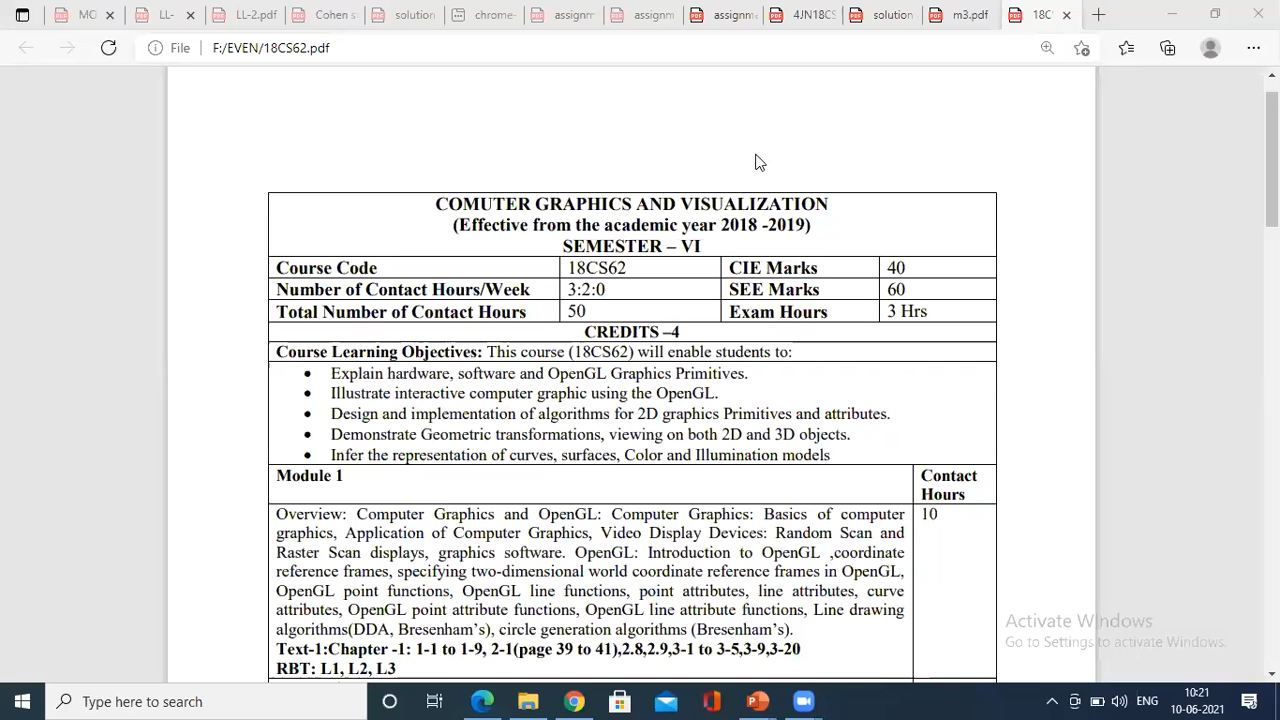 MO
LL-
LL-2.pdf
Cohen s
solution
chrome-
assignm
assignm
assignm
4JN18CS
solution
m3.pdf
18C
File
F:/EVEN/18CS62.pdf
COMUTER GRAPHICS AND VISUALIZATION
(Effective from the academic year 2018 -2019)
SEMESTER – VI
Course Code 18CS62 CIE Marks 40
Number of Contact Hours/Week 3:2:0 SEE Marks 60
Total Number of Contact Hours 50 Exam Hours 3 Hrs
CREDITS –4
Course Learning Objectives: This course (18CS62) will enable students to:
• Explain hardware, software and OpenGL Graphics Primitives.
• Illustrate interactive computer graphic using the OpenGL.
• Design and implementation of algorithms for 2D graphics Primitives and attributes.
• Demonstrate Geometric transformations, viewing on both 2D and 3D objects.
• Infer the representation of curves, surfaces, Color and Illumination models
Module 1
Contact
Hours
Overview: Computer Graphics and OpenGL: Computer Graphics: Basics of computer
10
graphics, Application of Computer Graphics, Video Display Devices: Random Scan and
Raster Scan displays, graphics software. OpenGL: Introduction to OpenGL ,coordinate
reference frames, specifying two-dimensional world coordinate reference frames in OpenGL,
OpenGL point functions, OpenGL line functions, point attributes, line attributes, curve
attributes, OpenGL point attribute functions, OpenGL line attribute functions, Line drawing
algorithms(DDA, Bresenham's), circle generation algorithms (Bresenham's).
Text-1:Chapter -1: 1-1 to 1-9, 2-1(page 39 to 41),2.8,2.9,3-1 to 3-5,3-9,3-20
RBT: L1, L2, L3
Activate Windows
Go to Settings to activate Windows.
Type here to search
ENG
10:21
10-06-2021